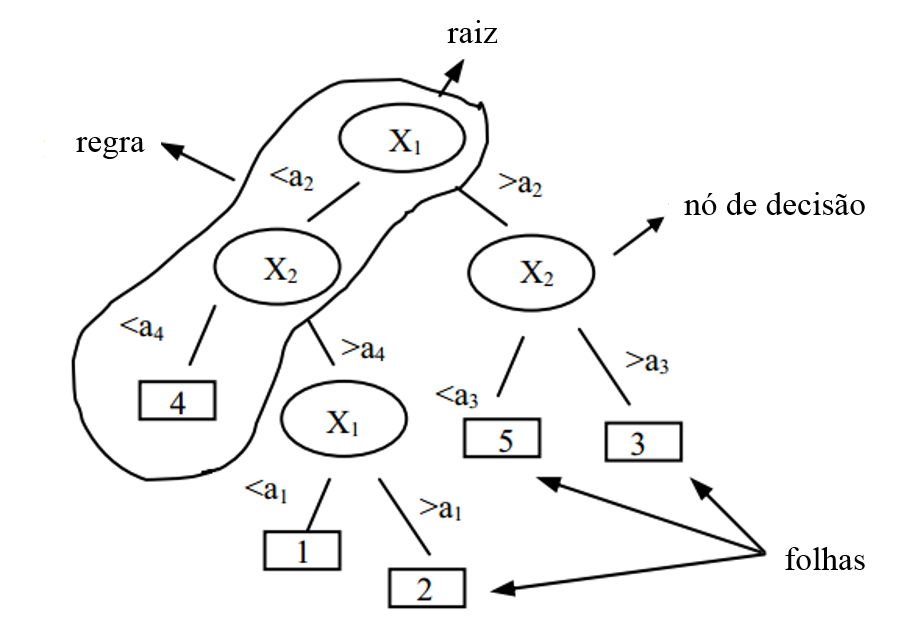 raiz
X₁
regra
<a₂
>a₂
nó de decisão
X₂
X₂
<a₄
>a₄
>a₃
<a₃
4
X₁
5
3
<a₁
>a₁
1
folhas
2